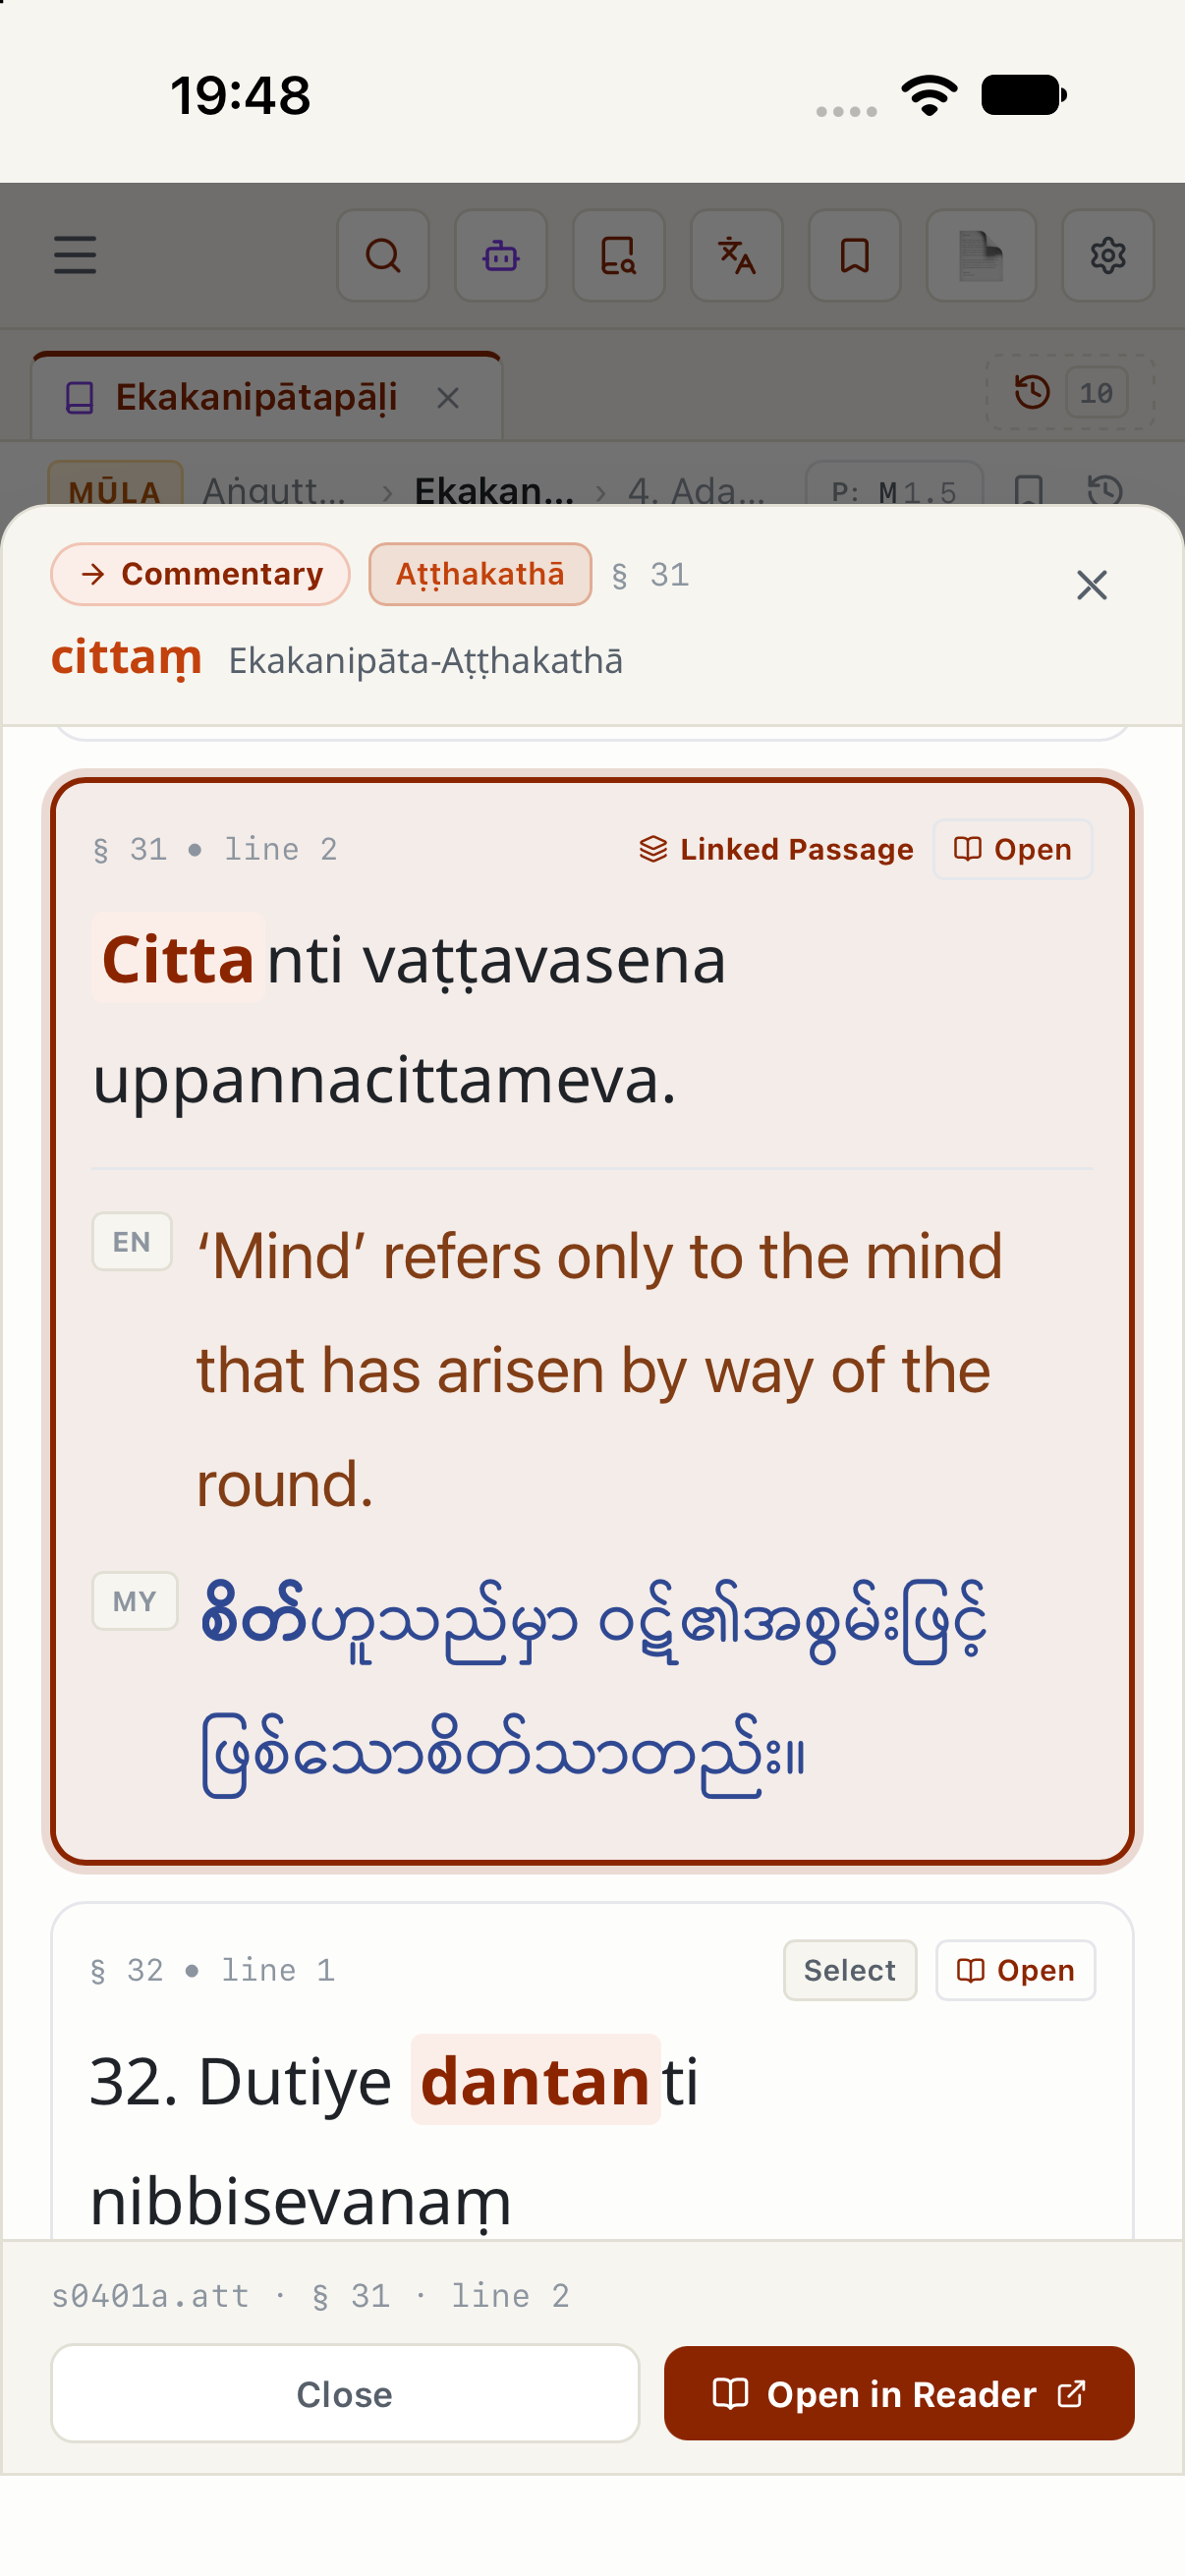 19:48
Ekakanipātapāḷi
10
MŪLA Aṅgutt... › Ekakan... › 4. Ada... P: M1.5
→ Commentary Aṭṭhakathā § 31
cittaṃ Ekakanipāta-Aṭṭhakathā
§ 31 • line 2 Linked Passage Open
Cittanti vaṭṭavasena
uppannacittameva.
EN ‘Mind’ refers only to the mind
that has arisen by way of the
round.
MY စိတ်ဟူသည်မှာ ဝဋ်၏အစွမ်းဖြင့်
ဖြစ်သောစိတ်သာတည်း။
§ 32 • line 1 Select Open
32. Dutiye dantanti
nibbisevanaṃ
s0401a.att · § 31 · line 2
Close Open in Reader